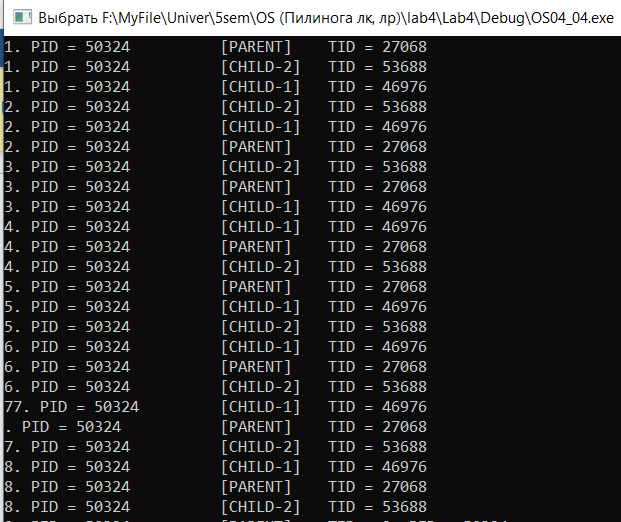 Выбрать F:\MyFile\Univer\5sem\OS (Пилинога лк, лр)\lab4\Lab4\Debug\OS04_04.exe
1. PID = 50324 [PARENT] TID = 27068
1. PID = 50324 [CHILD-2] TID = 53688
1. PID = 50324 [CHILD-1] TID = 46976
2. PID = 50324 [CHILD-2] TID = 53688
2. PID = 50324 [CHILD-1] TID = 46976
2. PID = 50324 [PARENT] TID = 27068
3. PID = 50324 [CHILD-2] TID = 53688
3. PID = 50324 [PARENT] TID = 27068
3. PID = 50324 [CHILD-1] TID = 46976
4. PID = 50324 [CHILD-1] TID = 46976
4. PID = 50324 [PARENT] TID = 27068
4. PID = 50324 [CHILD-2] TID = 53688
5. PID = 50324 [PARENT] TID = 27068
5. PID = 50324 [CHILD-1] TID = 46976
5. PID = 50324 [CHILD-2] TID = 53688
6. PID = 50324 [CHILD-1] TID = 46976
6. PID = 50324 [PARENT] TID = 27068
6. PID = 50324 [CHILD-2] TID = 53688
77. PID = 50324 [CHILD-1] TID = 46976
. PID = 50324 [PARENT] TID = 27068
7. PID = 50324 [CHILD-2] TID = 53688
8. PID = 50324 [CHILD-1] TID = 46976
8. PID = 50324 [PARENT] TID = 27068
8. PID = 50324 [CHILD-2] TID = 53688